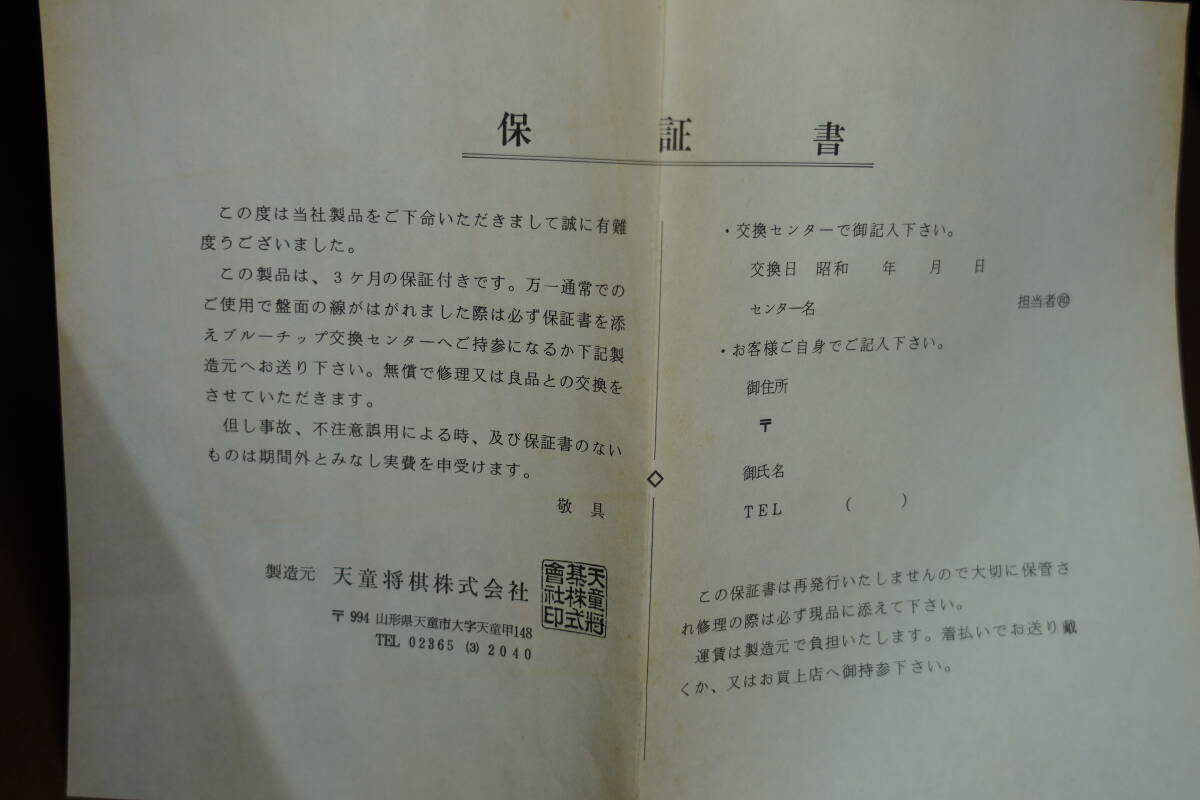 保証書
この度は当社製品をご下命いただきまして誠に有難
度うございました。
この製品は、3ケ月の保証付きです。万一通常での
ご使用で盤面の線がはがれました際は必ず保証書を添
えブルーチップ交換センターへご持参になるか下記製
造元へお送り下さい。無償で修理又は良品との交換を
させていただきます。
但し事故、不注意誤用による時、及び保証書のない
ものは期間外とみなし実費を申受けます。
敬具
製造元 天童将棋株式会社
天童将
棋株式
會社印
〒994 山形県天童市大字天童甲148
TEL 02365 (3) 2040
・交換センターで御記入下さい。
交換日 昭和 年 月 日
センター名 担当者㊞
・お客様ご自身でご記入下さい。
御住所
〒
御氏名
TEL ( )
この保証書は再発行いたしませんので大切に保管さ
れ修理の際は必ず現品に添えて下さい。
運賃は製造元で負担いたします。着払いでお送り戴
くか、又はお買上店へ御持参下さい。